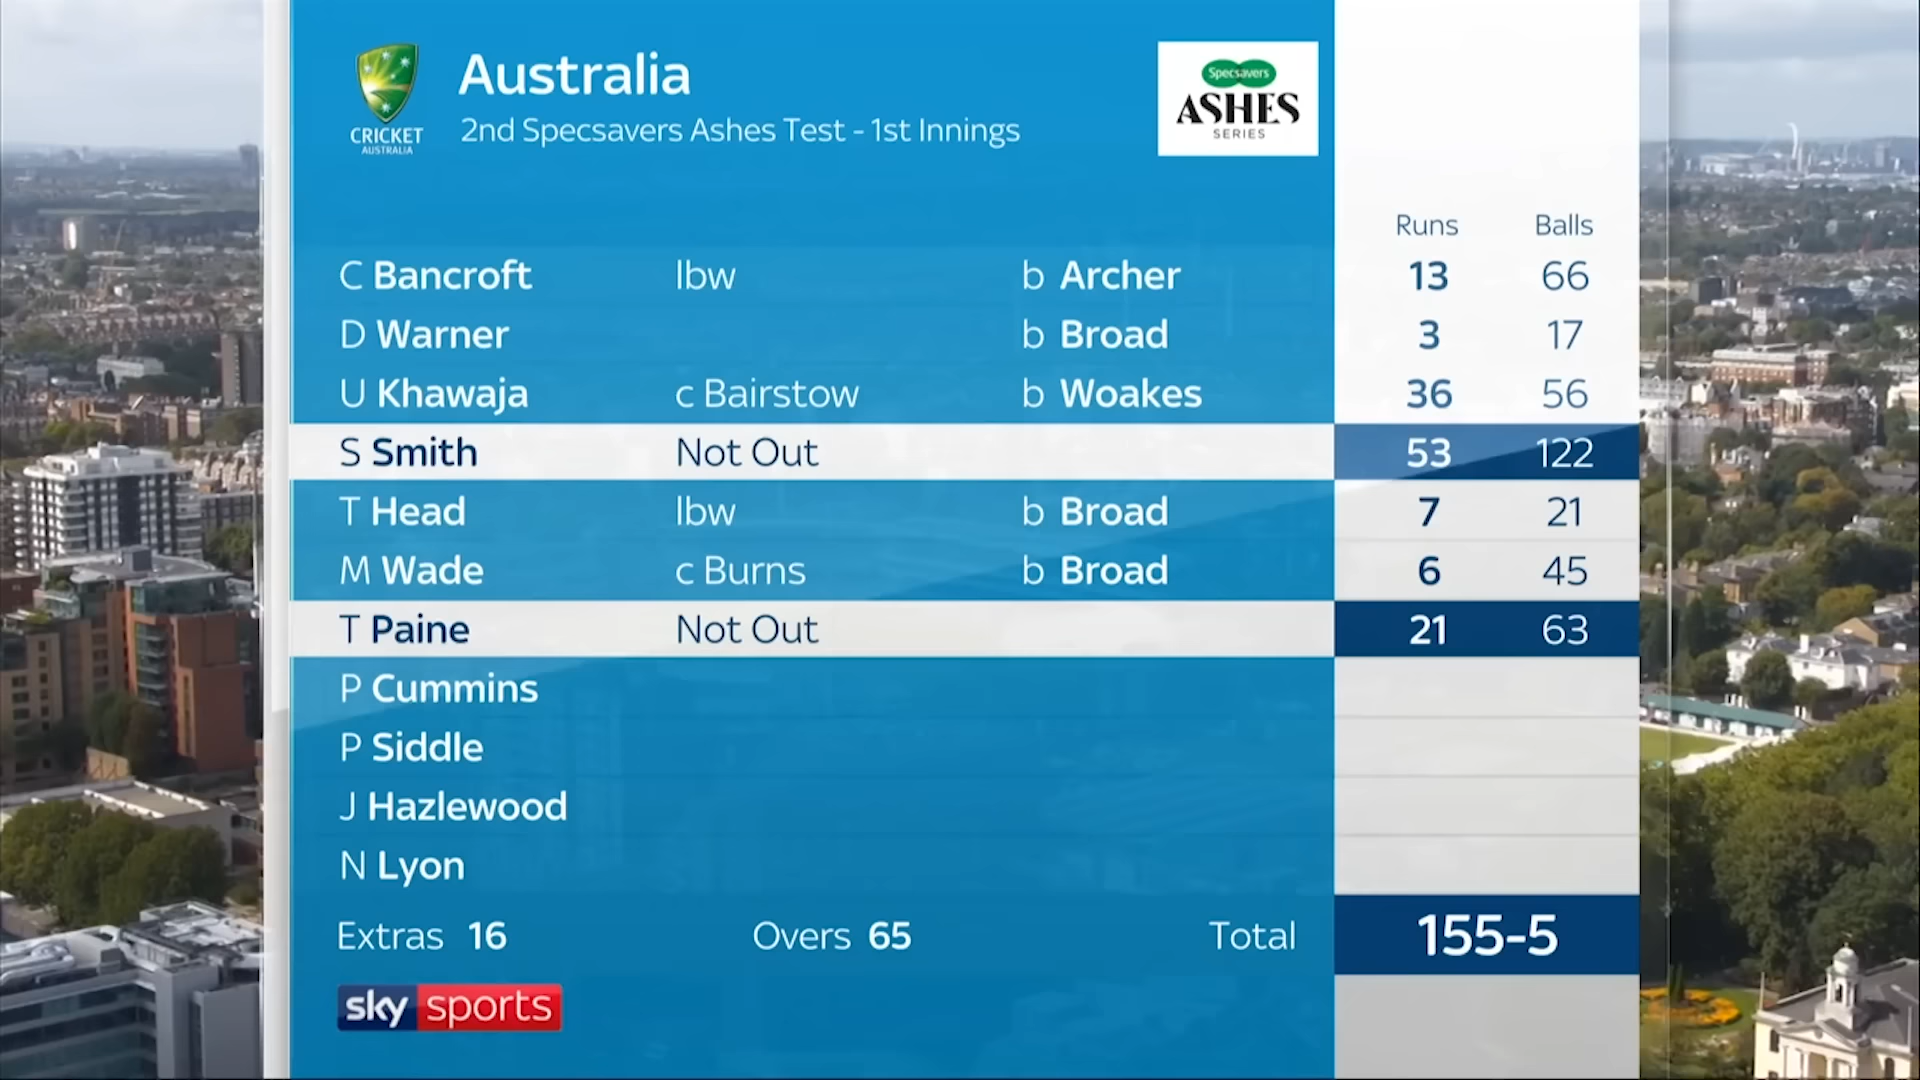 Australia
2nd Specsavers Ashes Test - 1st Innings
CRICKET
AUSTRALIA
Specsavers
ASHES
SERIES
Runs Balls
C Bancroft lbw b Archer 13 66
D Warner b Broad 3 17
U Khawaja c Bairstow b Woakes 36 56
S Smith Not Out 53 122
T Head lbw b Broad 7 21
M Wade c Burns b Broad 6 45
T Paine Not Out 21 63
P Cummins
P Siddle
J Hazlewood
N Lyon
Extras 16 Overs 65 Total 155-5
sky sports